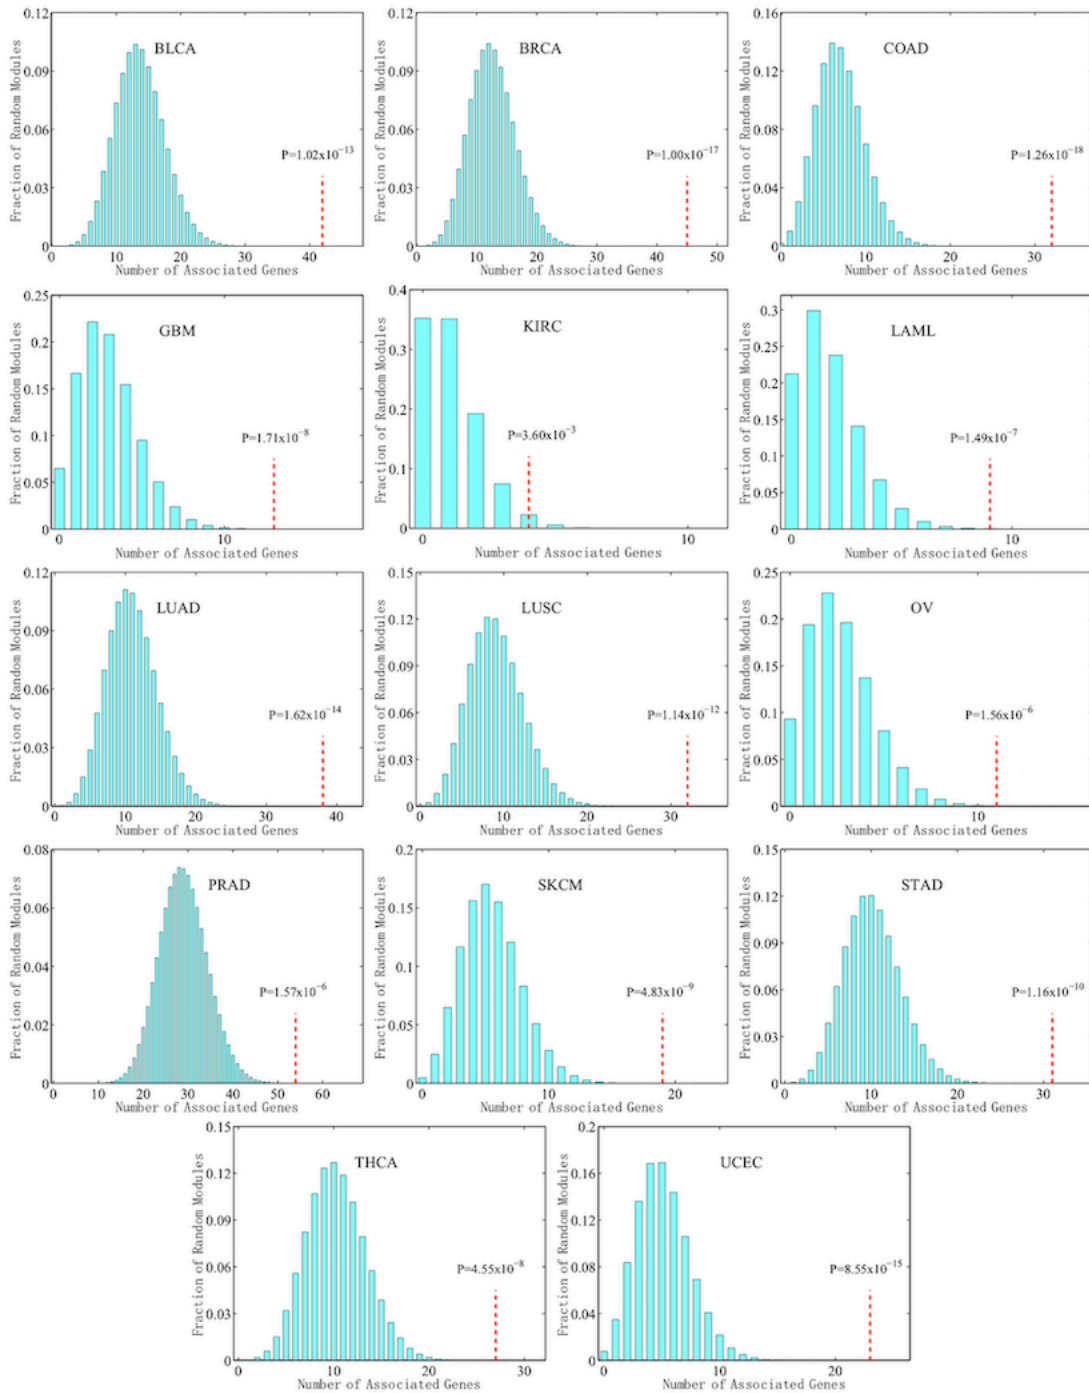 BLCA
P=1.02x10⁻¹³
Fraction of Random Modules
0.12
0.09
0.06
0.03
0
0 10 20 30 40
Number of Associated Genes
BRCA
P=1.00x10⁻¹⁷
Fraction of Random Modules
0.12
0.09
0.06
0.03
0
0 10 20 30 40 50
Number of Associated Genes
COAD
P=1.26x10⁻¹⁸
Fraction of Random Modules
0.16
0.12
0.08
0.04
0
0 10 20 30
Number of Associated Genes
GBM
P=1.71x10⁻⁸
Fraction of Random Modules
0.25
0.2
0.15
0.1
0.05
0
0 10
Number of Associated Genes
KIRC
P=3.60x10⁻³
Fraction of Random Modules
0.4
0.3
0.2
0.1
0
0 10
Number of Associated Genes
LAML
P=1.49x10⁻⁷
Fraction of Random Modules
0.3
0.25
0.2
0.15
0.1
0.05
0
0 10
Number of Associated Genes
LUAD
P=1.62x10⁻¹⁴
Fraction of Random Modules
0.12
0.09
0.06
0.03
0
0 10 20 30 40
Number of Associated Genes
LUSC
P=1.14x10⁻¹²
Fraction of Random Modules
0.15
0.12
0.09
0.06
0.03
0
0 10 20 30
Number of Associated Genes
OV
P=1.56x10⁻⁶
Fraction of Random Modules
0.25
0.2
0.15
0.1
0.05
0
0 10
Number of Associated Genes
PRAD
P=1.57x10⁻⁶
Fraction of Random Modules
0.08
0.06
0.04
0.02
0
0 10 20 30 40 50 60
Number of Associated Genes
SKCM
P=4.83x10⁻⁹
Fraction of Random Modules
0.2
0.15
0.1
0.05
0
0 10 20
Number of Associated Genes
STAD
P=1.16x10⁻¹⁰
Fraction of Random Modules
0.15
0.12
0.09
0.06
0.03
0
0 10 20 30
Number of Associated Genes
THCA
P=4.55x10⁻⁸
Fraction of Random Modules
0.15
0.12
0.09
0.06
0.03
0
0 10 20 30
Number of Associated Genes
UCEC
P=8.55x10⁻¹⁵
Fraction of Random Modules
0.2
0.16
0.12
0.08
0.04
0
0 10 20
Number of Associated Genes